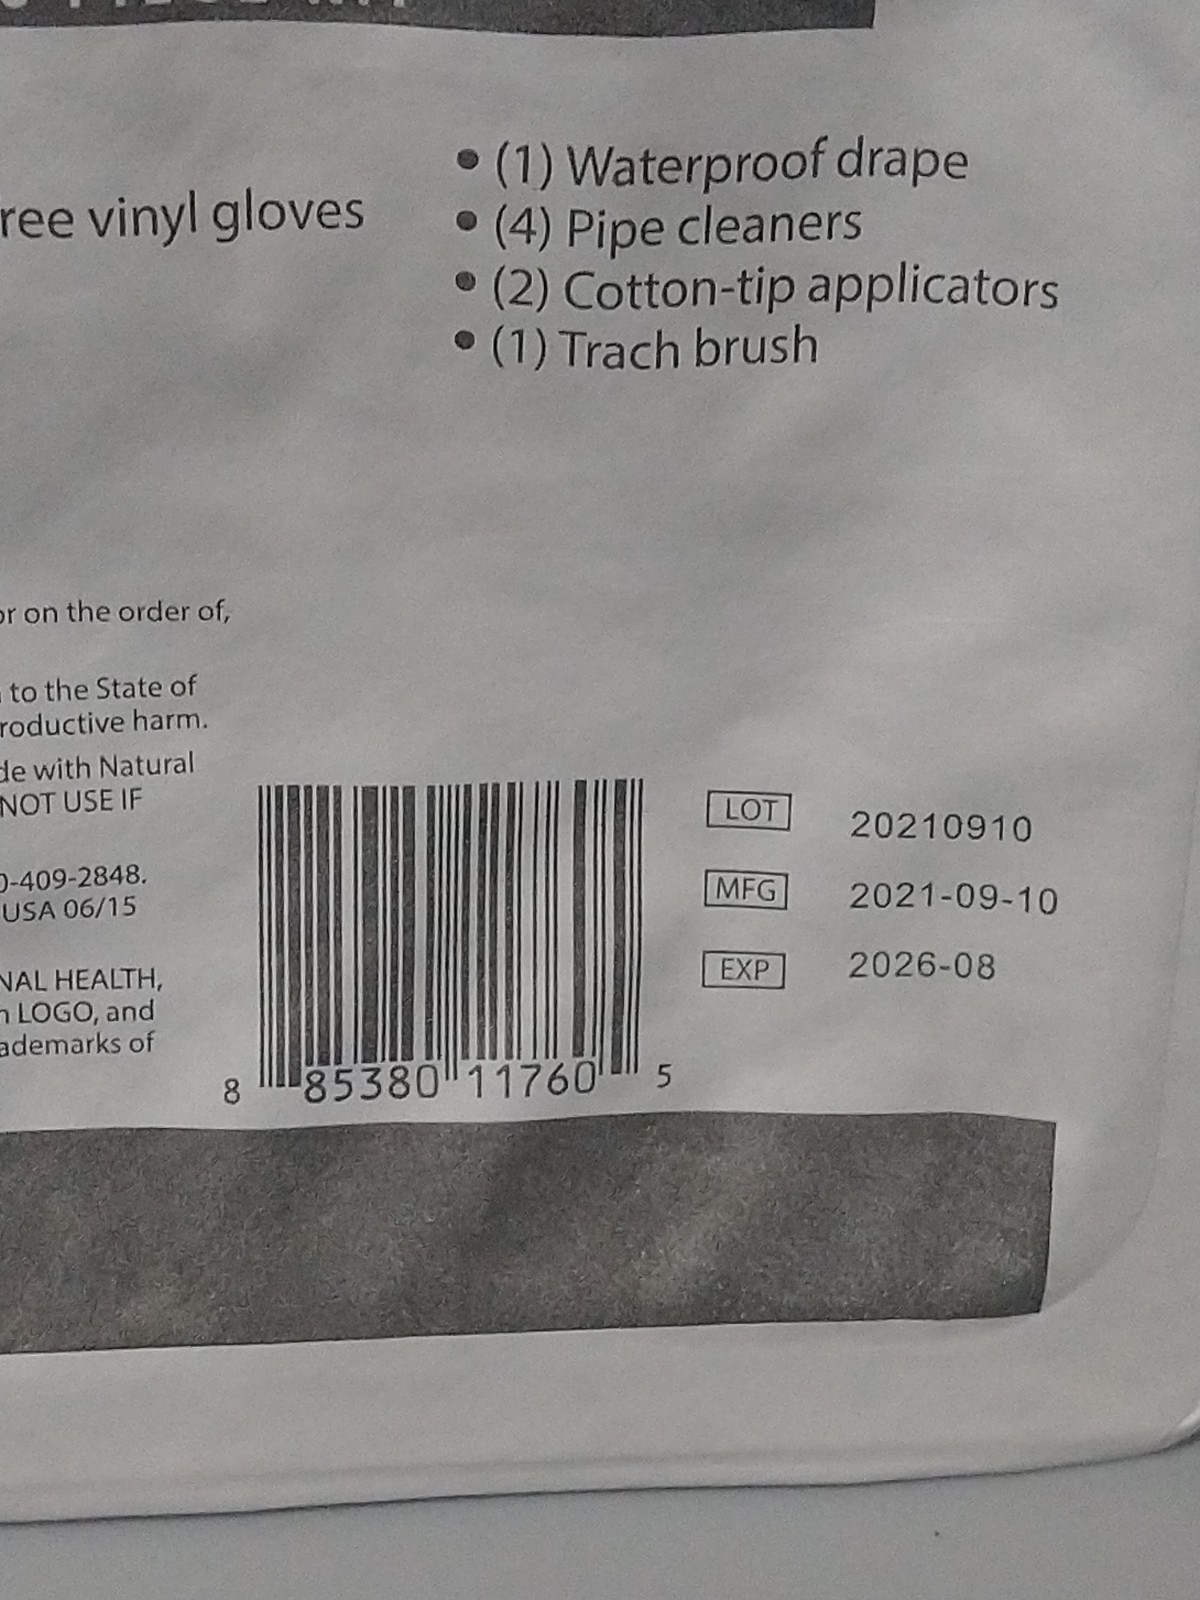 ree vinyl gloves
• (1) Waterproof drape
• (4) Pipe cleaners
• (2) Cotton-tip applicators
• (1) Trach brush
or on the order of,
to the State of
roductive harm.
de with Natural
NOT USE IF
0-409-2848.
USA 06/15
NAL HEALTH,
h LOGO, and
ademarks of
LOT 20210910
MFG 2021-09-10
EXP 2026-08
8 85380 11760 5